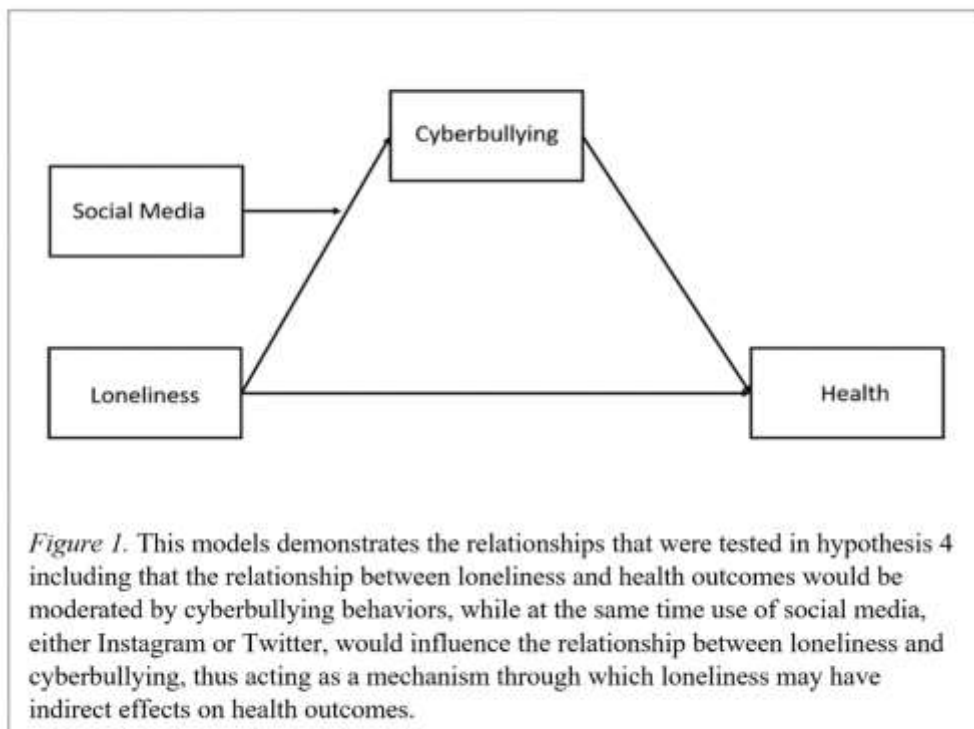 Cyberbullying
Social Media
Loneliness
Health
Figure 1. This models demonstrates the relationships that were tested in hypothesis 4
including that the relationship between loneliness and health outcomes would be
moderated by cyberbullying behaviors, while at the same time use of social media,
either Instagram or Twitter, would influence the relationship between loneliness and
cyberbullying, thus acting as a mechanism through which loneliness may have
indirect effects on health outcomes.